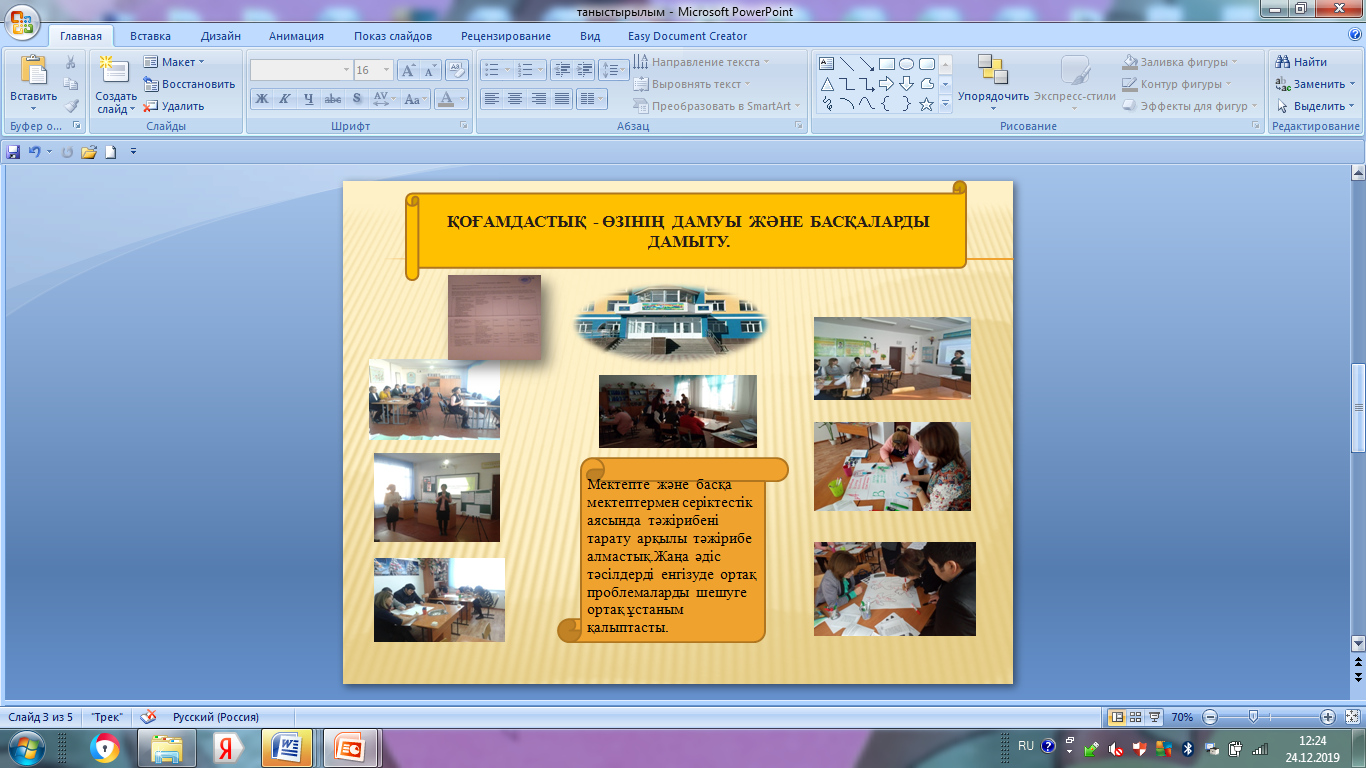 таныстырылым - Microsoft PowerPoint
Главная Вставка Дизайн Анимация Показ слайдов Рецензирование Вид Easy Document Creator
Вставить
Буфер о...
Создать слайд
Макет
Восстановить
Удалить
Слайды
16
Ж К Ч abc S AV Aa А
Шрифт
Направление текста
Выровнять текст
Преобразовать в SmartArt
Абзац
Упорядочить
Экспресс-стили
Заливка фигуры
Контур фигуры
Эффекты для фигур
Рисование
Найти
Заменить
Выделить
Редактирование
ҚОҒАМДАСТЫҚ - ӨЗІНІҢ ДАМУЫ ЖӘНЕ БАСҚАЛАРДЫ
ДАМЫТУ.
Мектепте және басқа
мектептермен серіктестік
аясында тәжірибені
тарату арқылы тәжірибе
алмастық.Жаңа әдіс
тәсілдерді енгізуде ортақ
проблемаларды шешуге
ортақ ұстаным
қалыптасты.
Слайд 3 из 5 "Трек" Русский (Россия) 70%
RU 12:24
24.12.2019